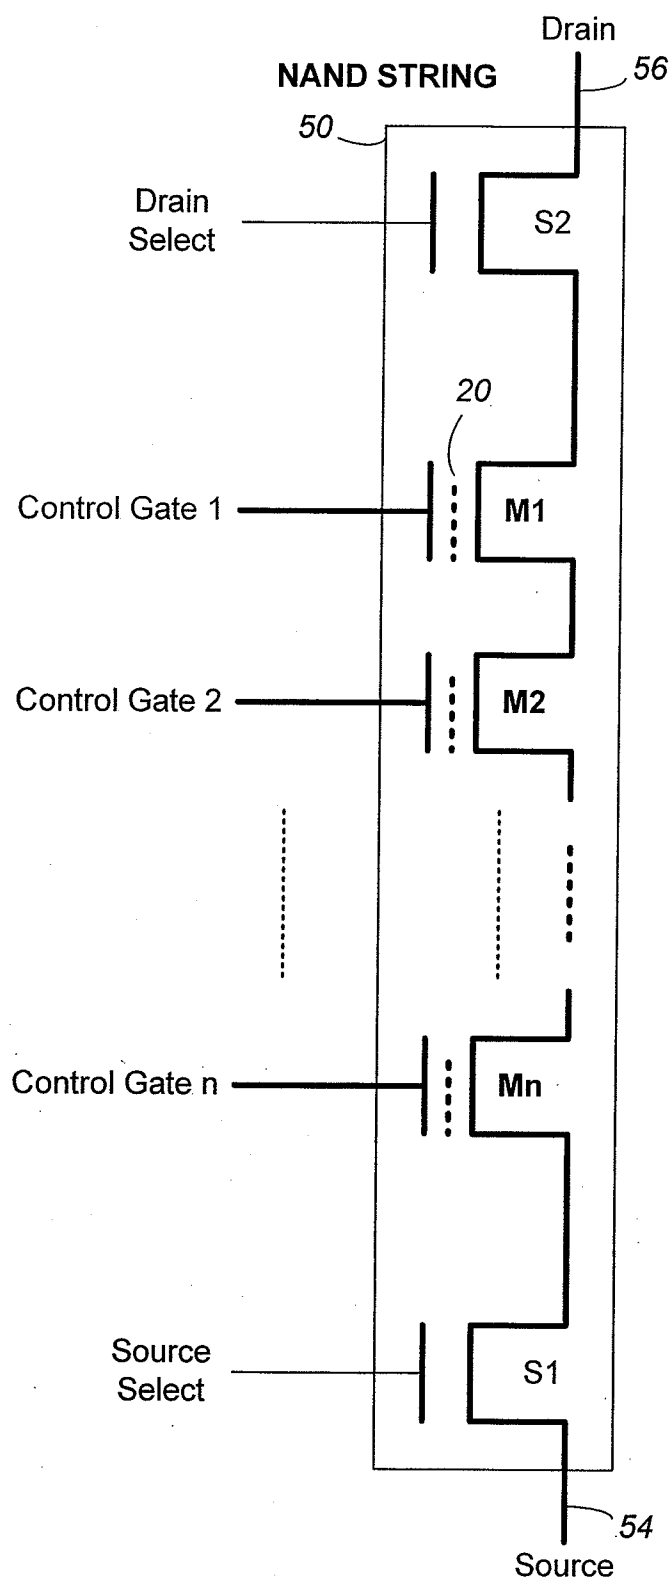 Drain
NAND STRING
56
50
Drain
Select
S2
20
Control Gate 1
M1
Control Gate 2
M2
Control Gate n
Mn
Source
Select
S1
54
Source